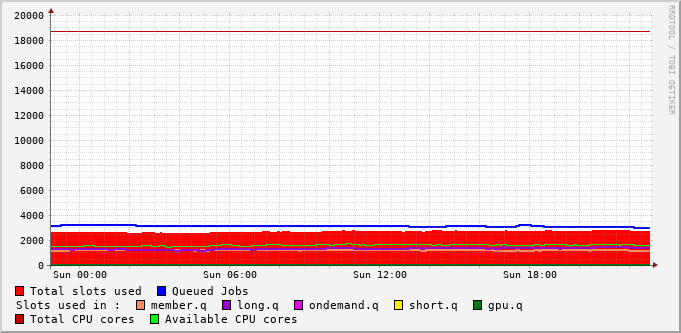 RRDTOOL / TOBI OETIKER
20000
18000
16000
14000
12000
10000
8000
6000
4000
2000
0
Sun 00:00 Sun 06:00 Sun 12:00 Sun 18:00
Total slots used Queued Jobs
Slots used in : member.q long.q ondemand.q short.q gpu.q
Total CPU cores Available CPU cores